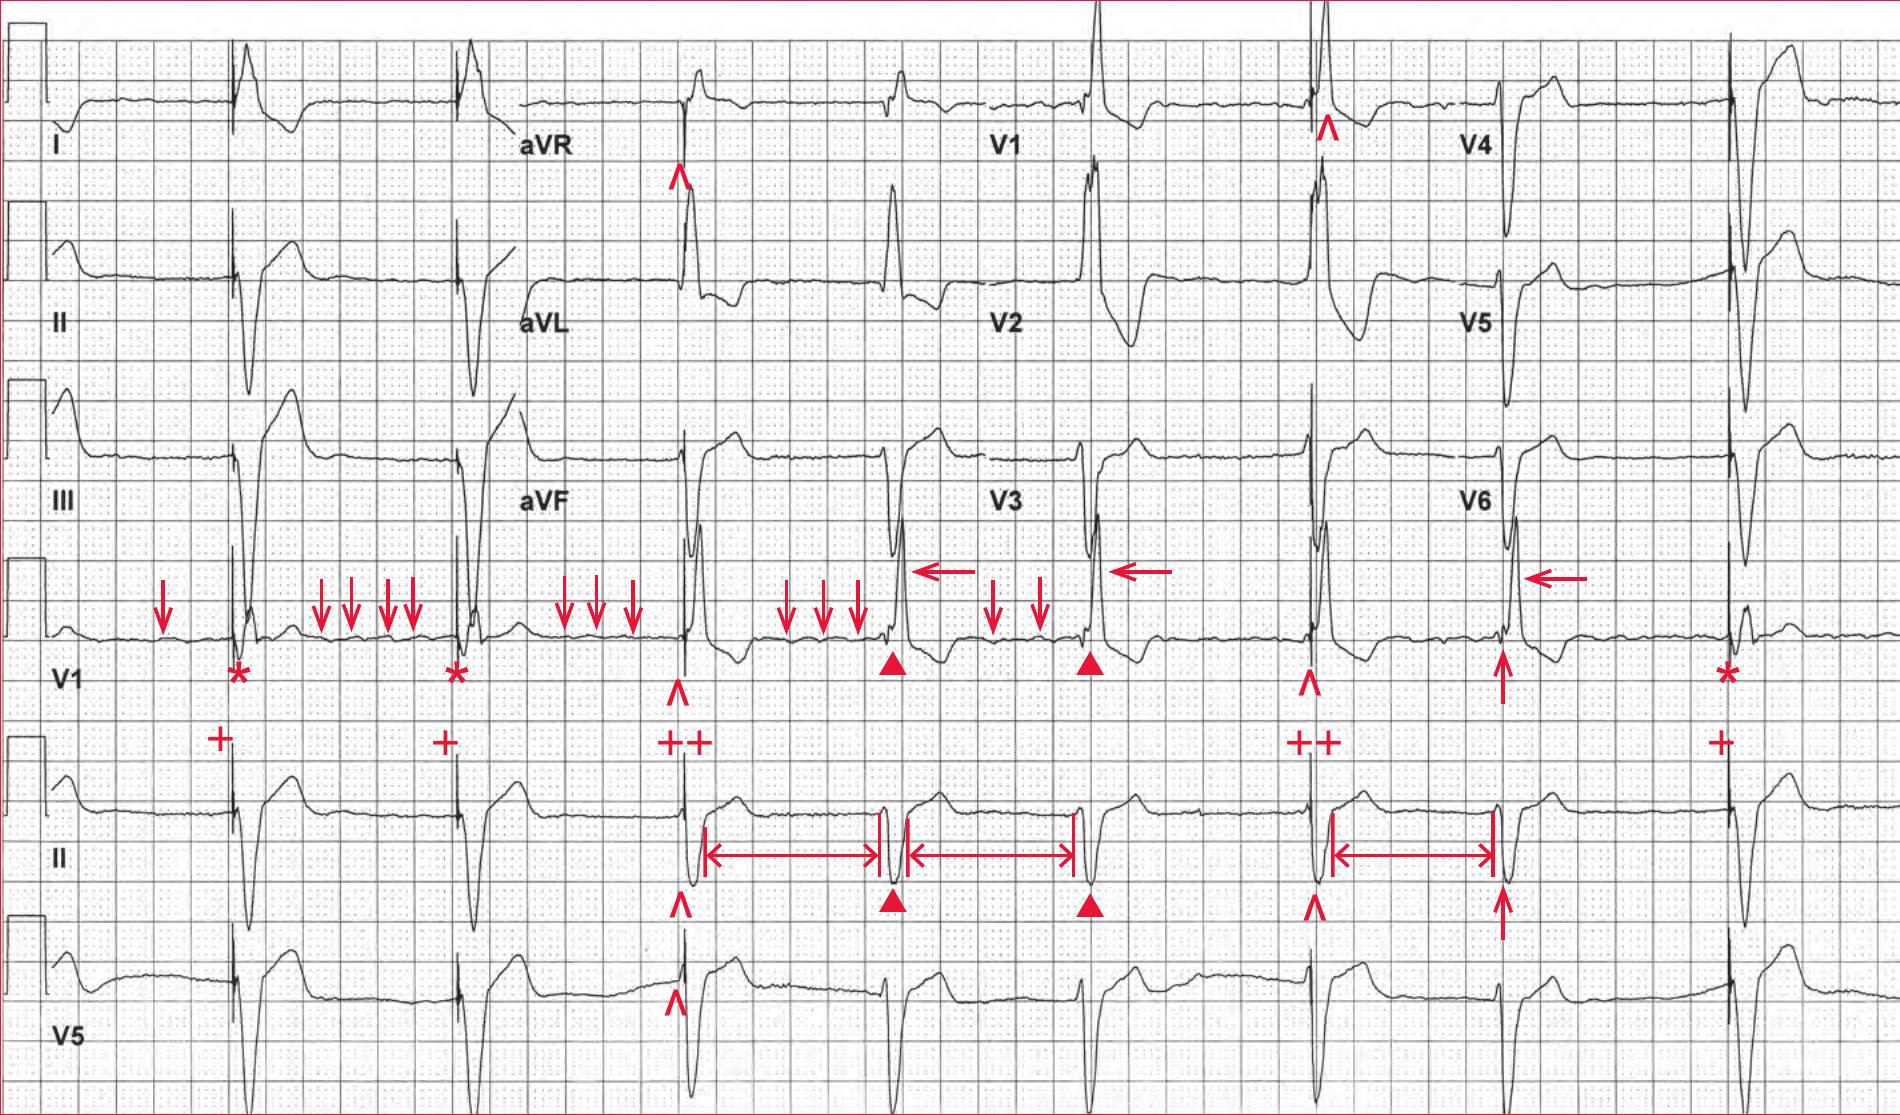 I aVR V1 V4
II aVL V2 V5
III aVF V3 V6
V1
* * ^ ▲ ▲ ^ *
+ + + + + + +
II
^ ▲ ▲ ^
V5